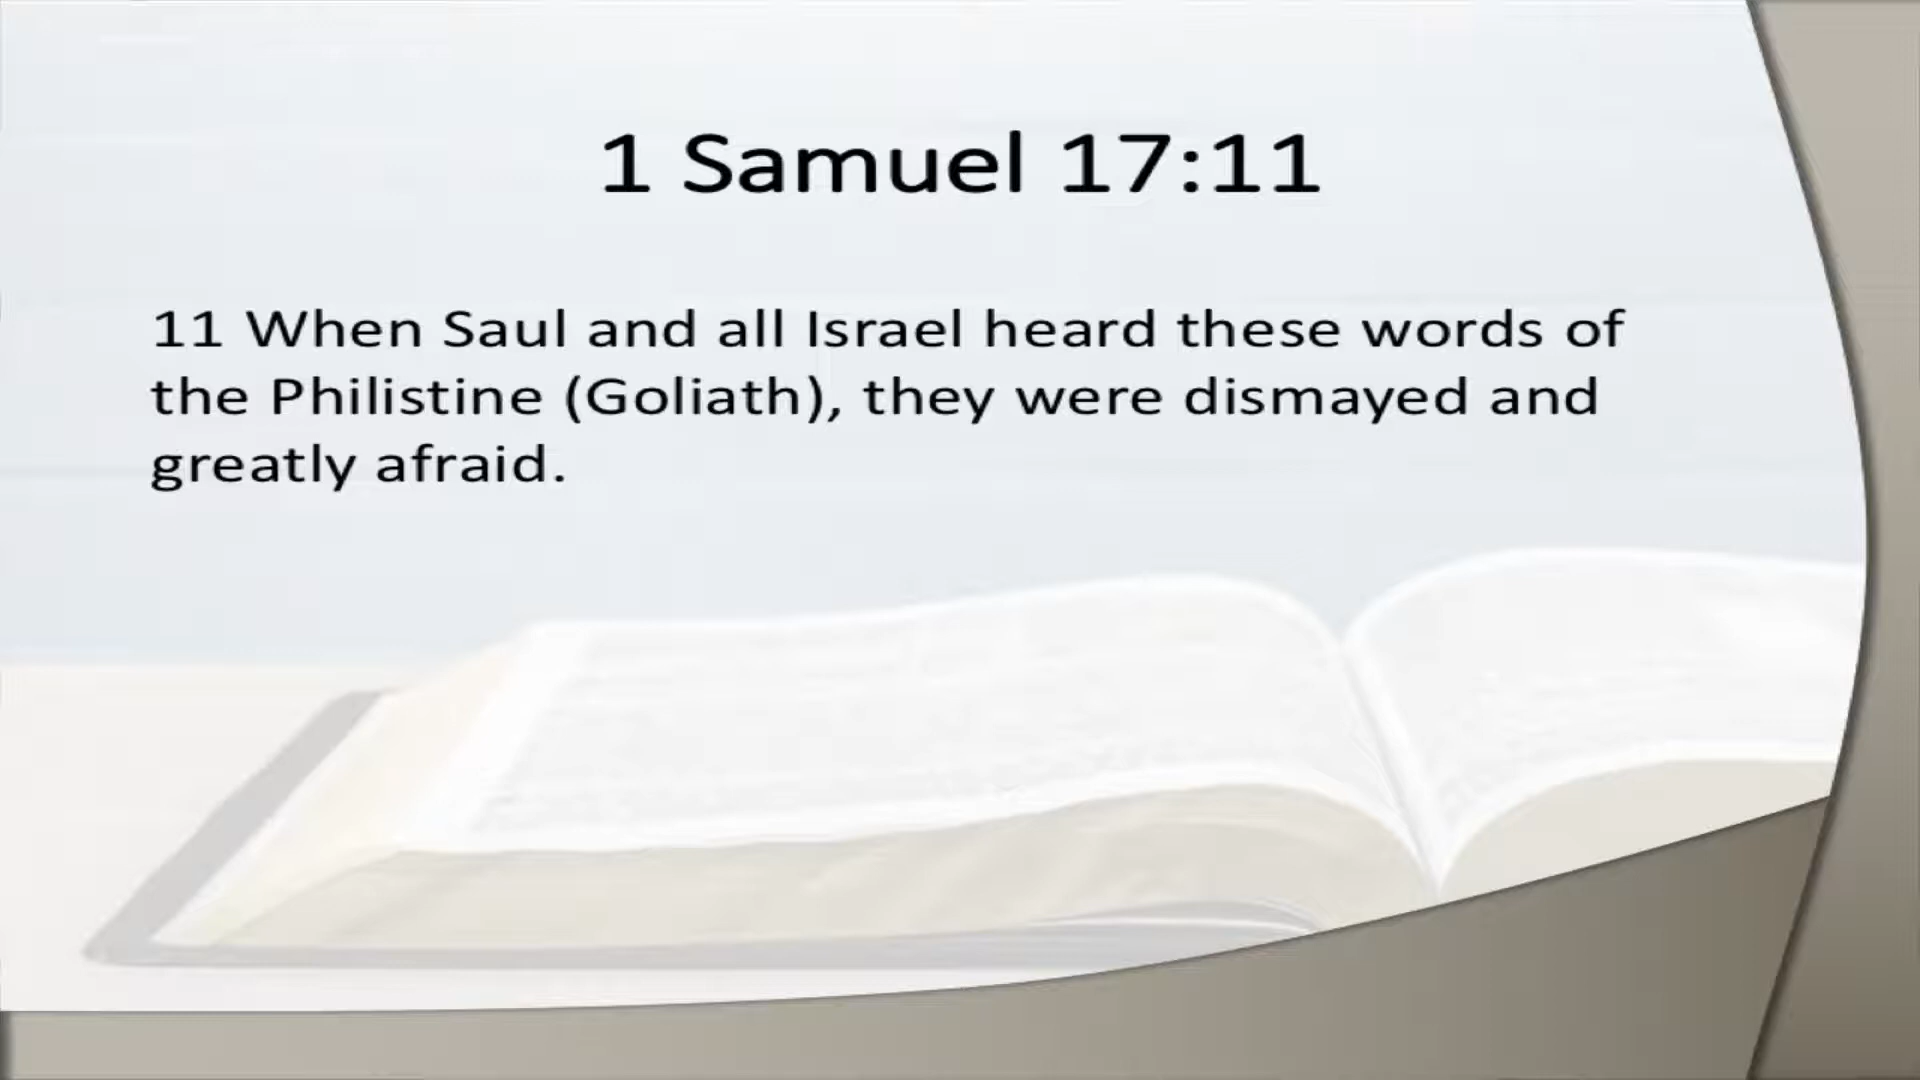 1 Samuel 17:11
11 When Saul and all Israel heard these words of
the Philistine (Goliath), they were dismayed and
greatly afraid.